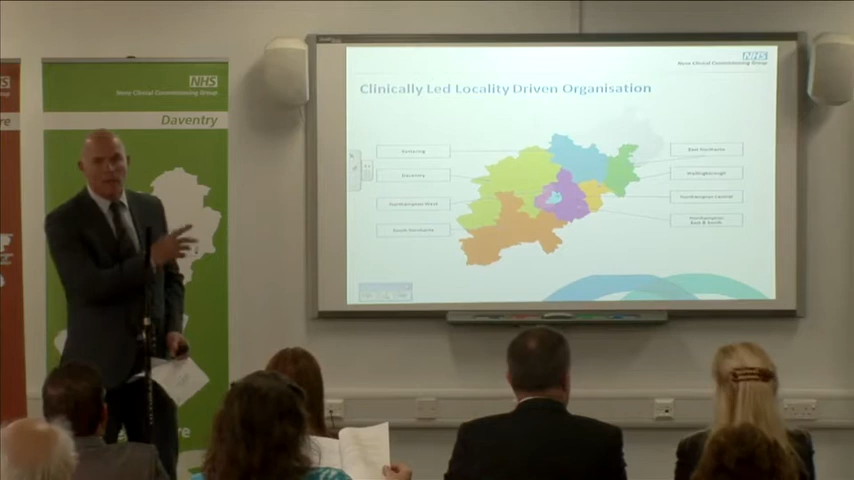 NHS
Nene Clinical Commissioning Group
Daventry
NHS
Nene Clinical Commissioning Group
Clinically Led Locality Driven Organisation
Kettering
Daventry
Northampton West
South Northants
East Northants
Wellingborough
Northampton Central
Northampton
East & South